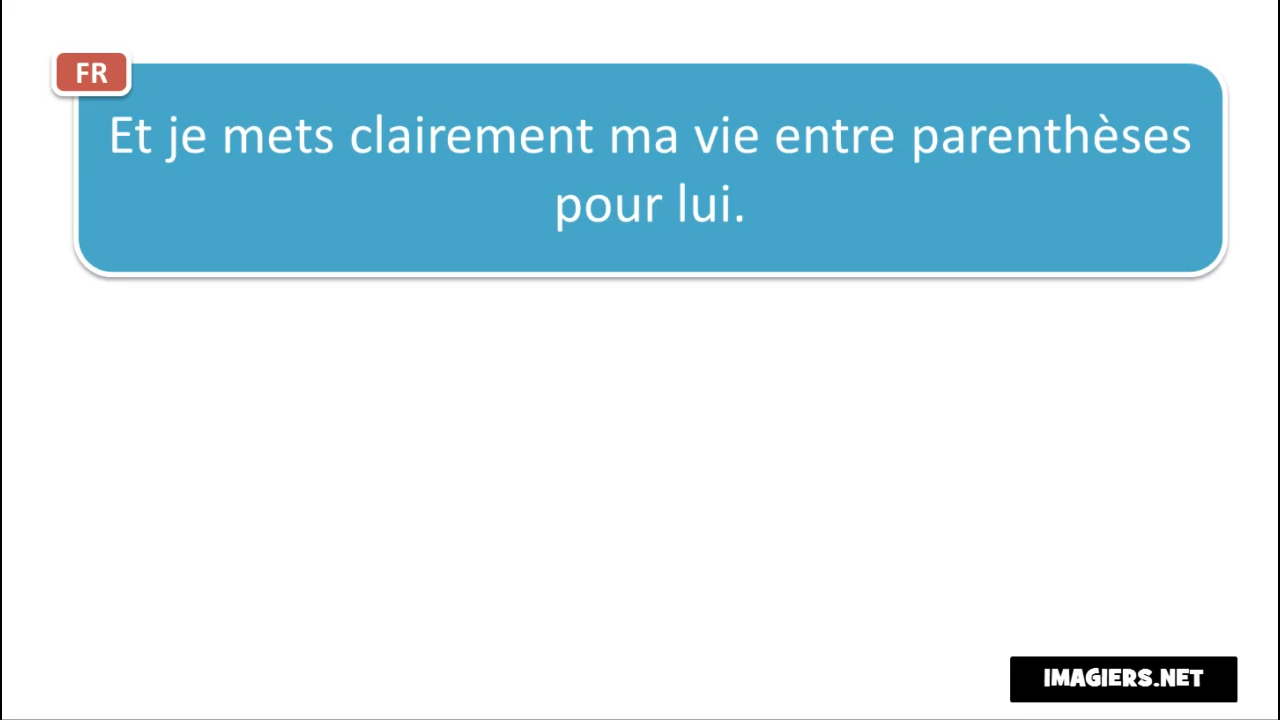 FR
Et je mets clairement ma vie entre parenthèses
pour lui.
IMAGIERS.NET